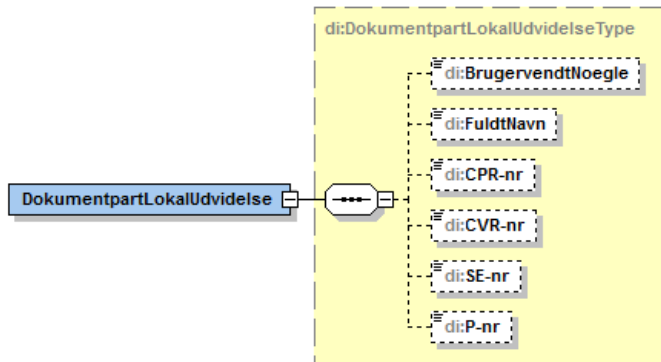 di:DokumentpartLokalUdvidelseType
di:BrugervendtNoegle
di:FuldtNavn
di:CPR-nr
DokumentpartLokalUdvidelse
di:CVR-nr
di:SE-nr
di:P-nr